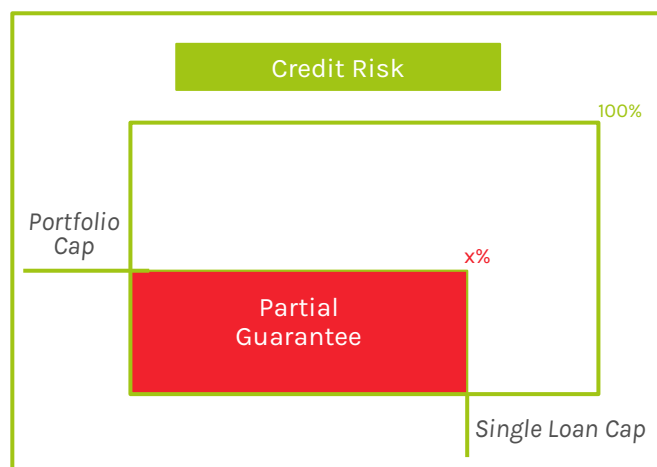 Credit Risk
100%
Portfolio
Cap
x%
Partial
Guarantee
Single Loan Cap